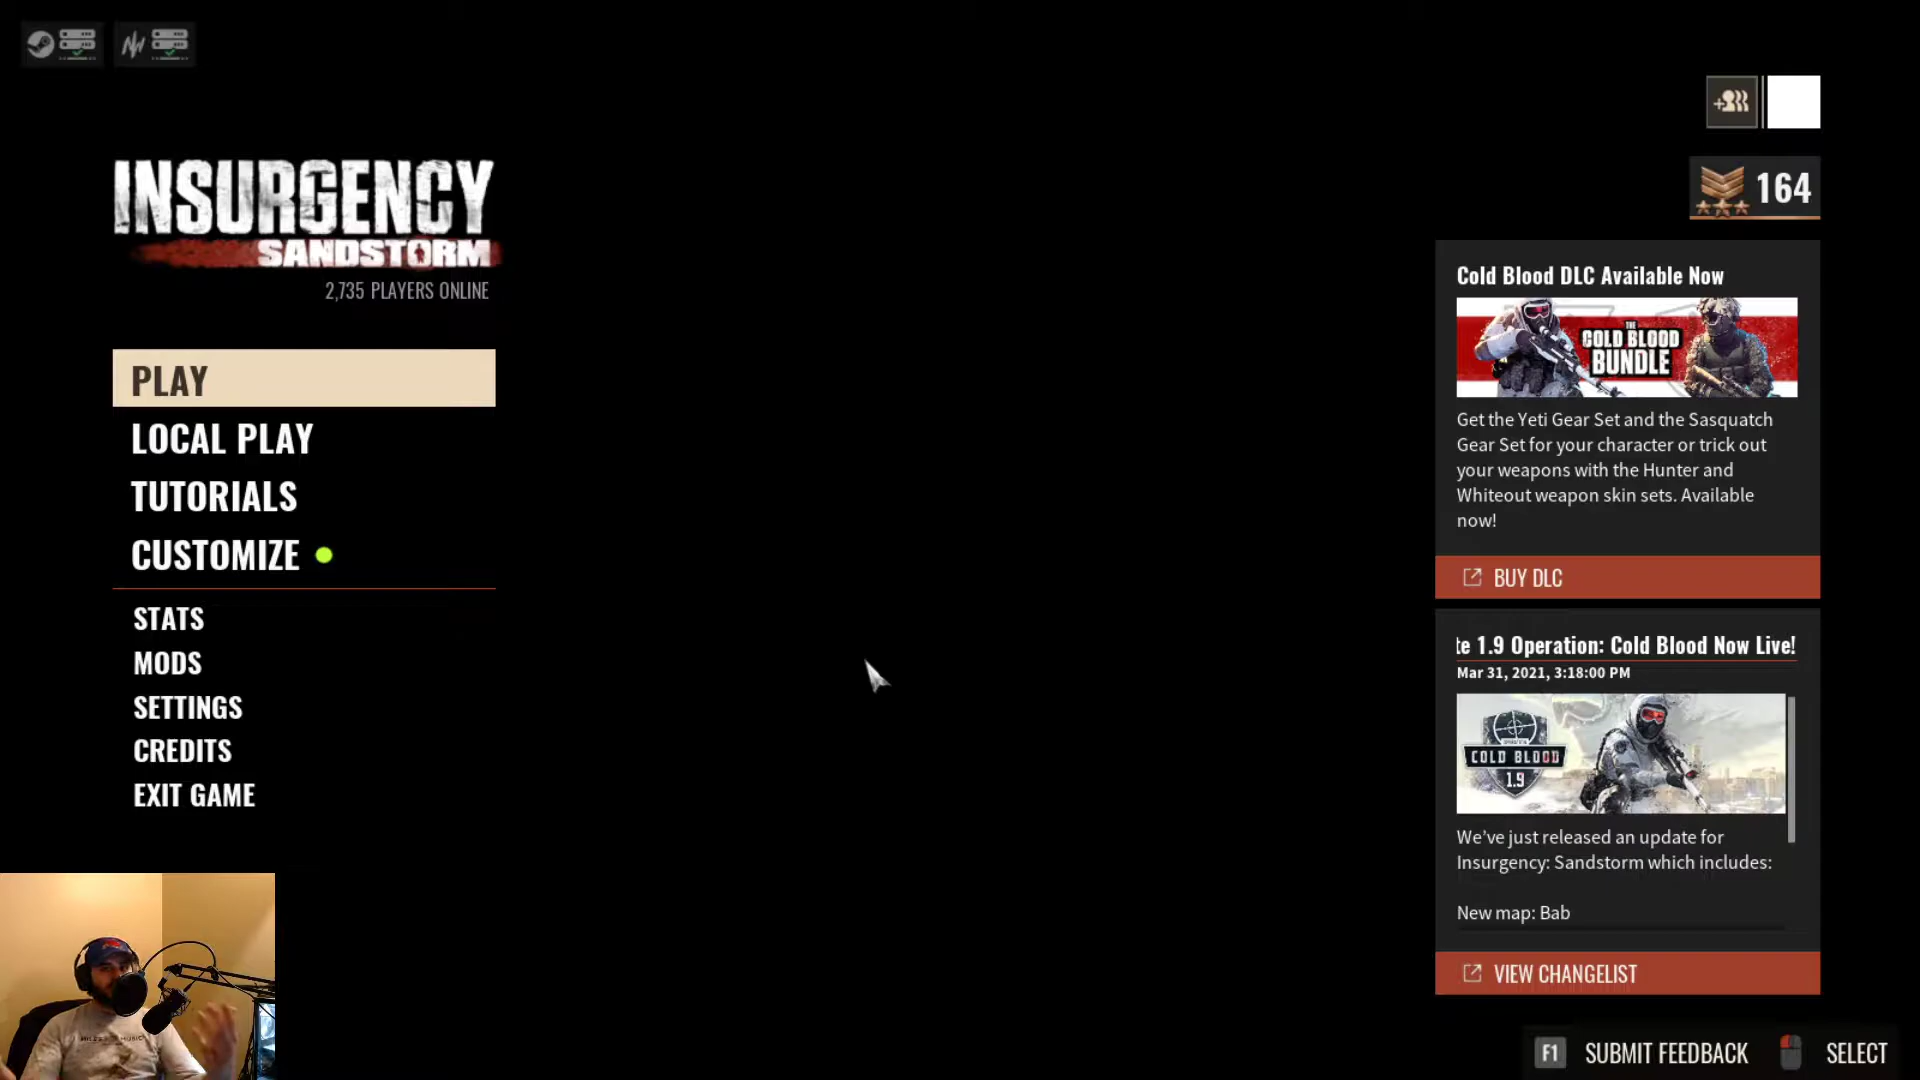 INSURGENCY
SANDSTORM
2,735 PLAYERS ONLINE
PLAY
LOCAL PLAY
TUTORIALS
CUSTOMIZE
STATS
MODS
SETTINGS
CREDITS
EXIT GAME
164
Cold Blood DLC Available Now
THE
COLD BLOOD
BUNDLE
Get the Yeti Gear Set and the Sasquatch
Gear Set for your character or trick out
your weapons with the Hunter and
Whiteout weapon skin sets. Available
now!
BUY DLC
te 1.9 Operation: Cold Blood Now Live!
Mar 31, 2021, 3:18:00 PM
COLD BLOOD
1.9
We've just released an update for
Insurgency: Sandstorm which includes:
New map: Bab
VIEW CHANGELIST
F1 SUBMIT FEEDBACK SELECT